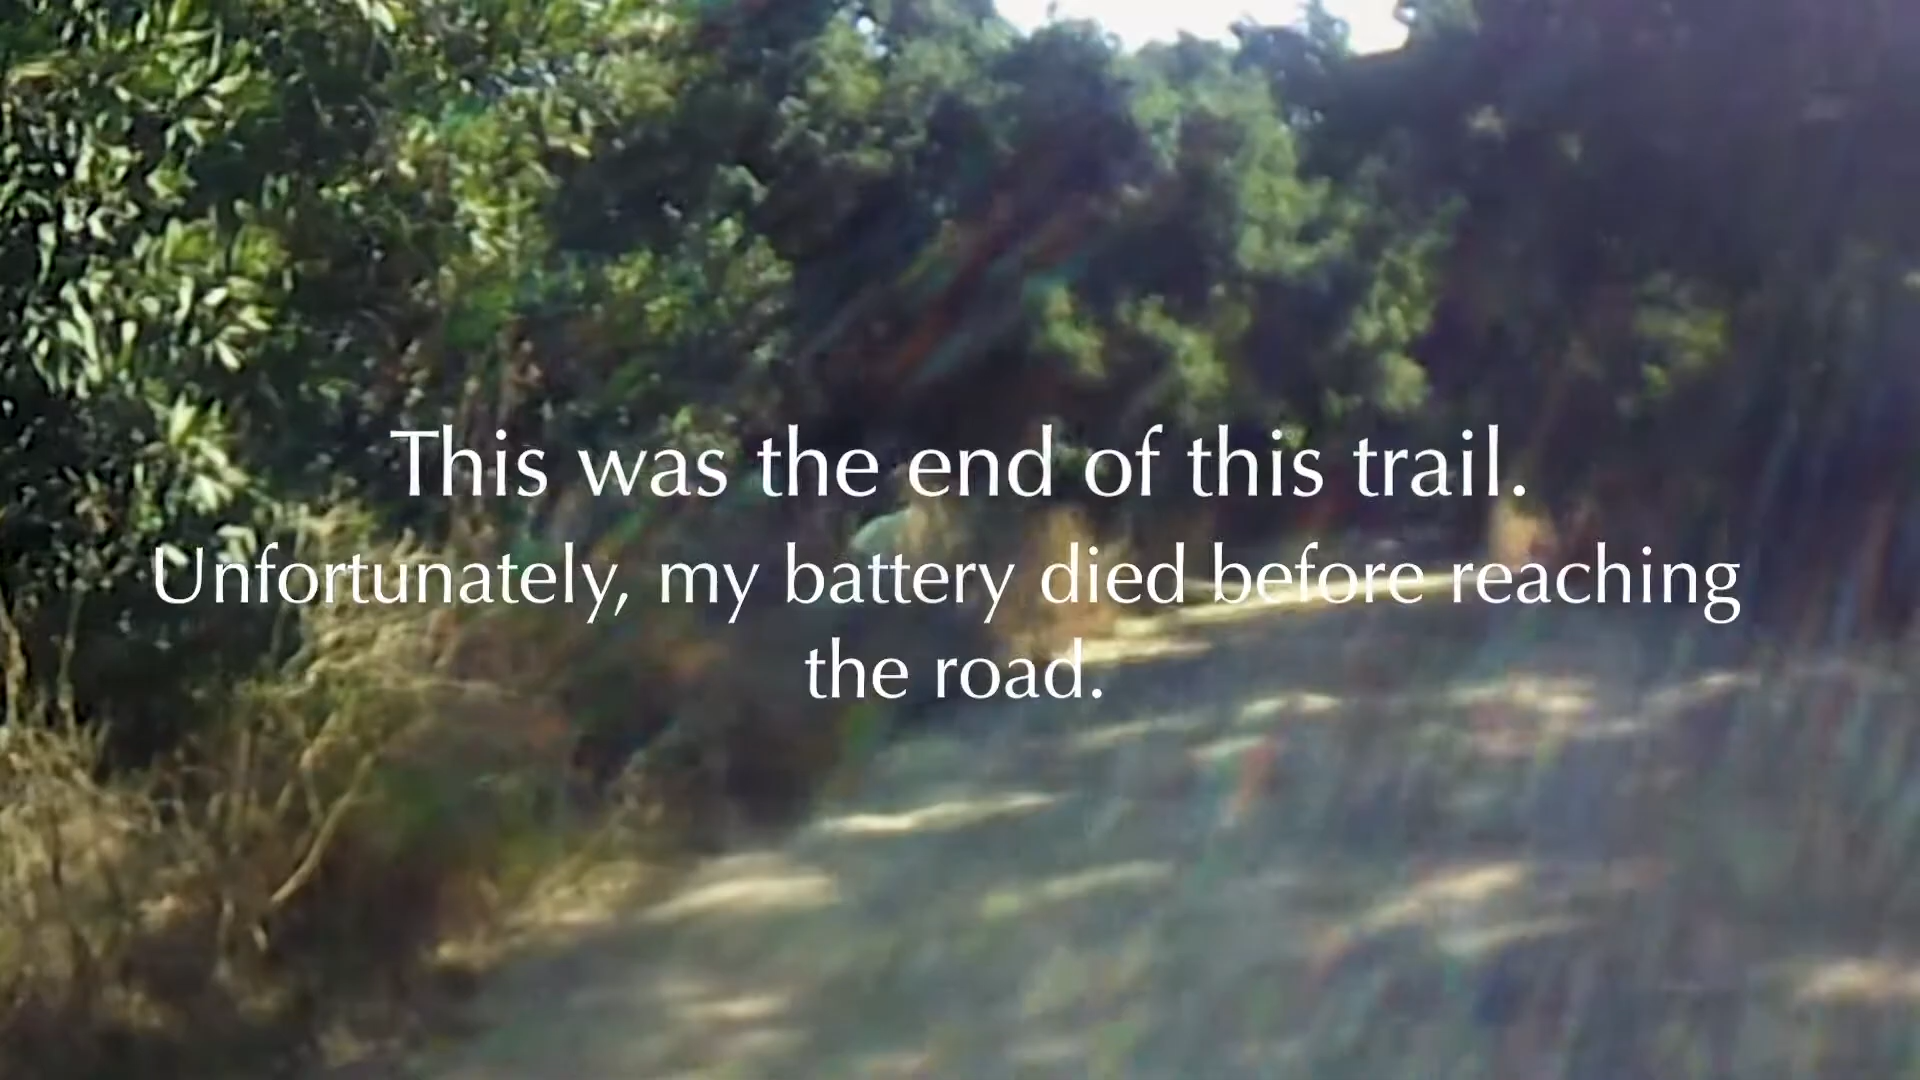 This was the end of this trail.
Unfortunately, my battery died before reaching
the road.